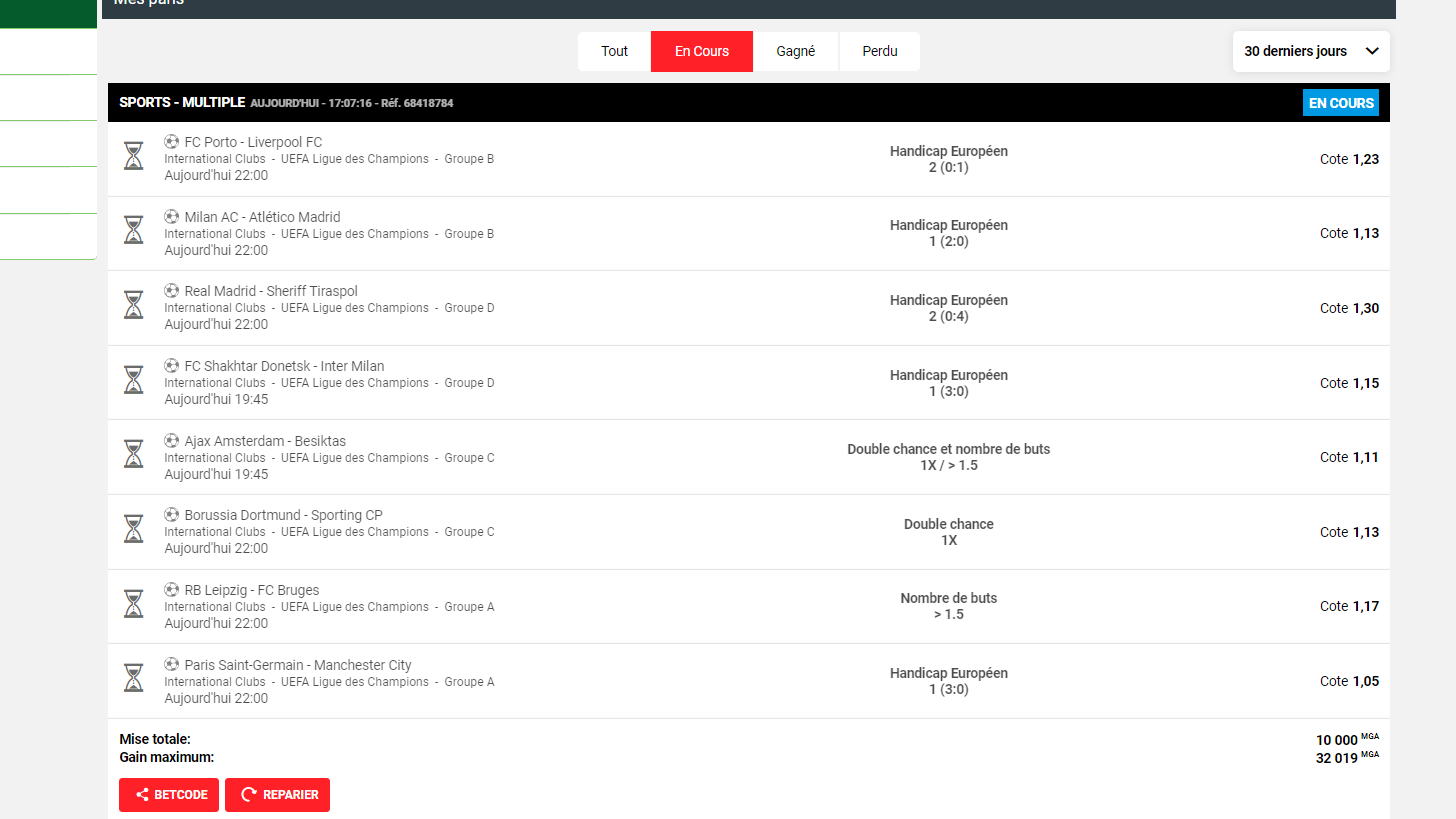 Mes paris
Tout En Cours Gagné Perdu 30 derniers jours
SPORTS - MULTIPLE AUJOURD'HUI - 17:07:16 - Réf. 68418784 EN COURS
FC Porto - Liverpool FC
International Clubs - UEFA Ligue des Champions - Groupe B
Aujourd'hui 22:00
Handicap Européen
2 (0:1)
Cote 1,23
Milan AC - Atlético Madrid
International Clubs - UEFA Ligue des Champions - Groupe B
Aujourd'hui 22:00
Handicap Européen
1 (2:0)
Cote 1,13
Real Madrid - Sheriff Tiraspol
International Clubs - UEFA Ligue des Champions - Groupe D
Aujourd'hui 22:00
Handicap Européen
2 (0:4)
Cote 1,30
FC Shakhtar Donetsk - Inter Milan
International Clubs - UEFA Ligue des Champions - Groupe D
Aujourd'hui 19:45
Handicap Européen
1 (3:0)
Cote 1,15
Ajax Amsterdam - Besiktas
International Clubs - UEFA Ligue des Champions - Groupe C
Aujourd'hui 19:45
Double chance et nombre de buts
1X / > 1.5
Cote 1,11
Borussia Dortmund - Sporting CP
International Clubs - UEFA Ligue des Champions - Groupe C
Aujourd'hui 22:00
Double chance
1X
Cote 1,13
RB Leipzig - FC Bruges
International Clubs - UEFA Ligue des Champions - Groupe A
Aujourd'hui 22:00
Nombre de buts
> 1.5
Cote 1,17
Paris Saint-Germain - Manchester City
International Clubs - UEFA Ligue des Champions - Groupe A
Aujourd'hui 22:00
Handicap Européen
1 (3:0)
Cote 1,05
Mise totale: 10 000 MGA
Gain maximum: 32 019 MGA
BETCODE REPARIER